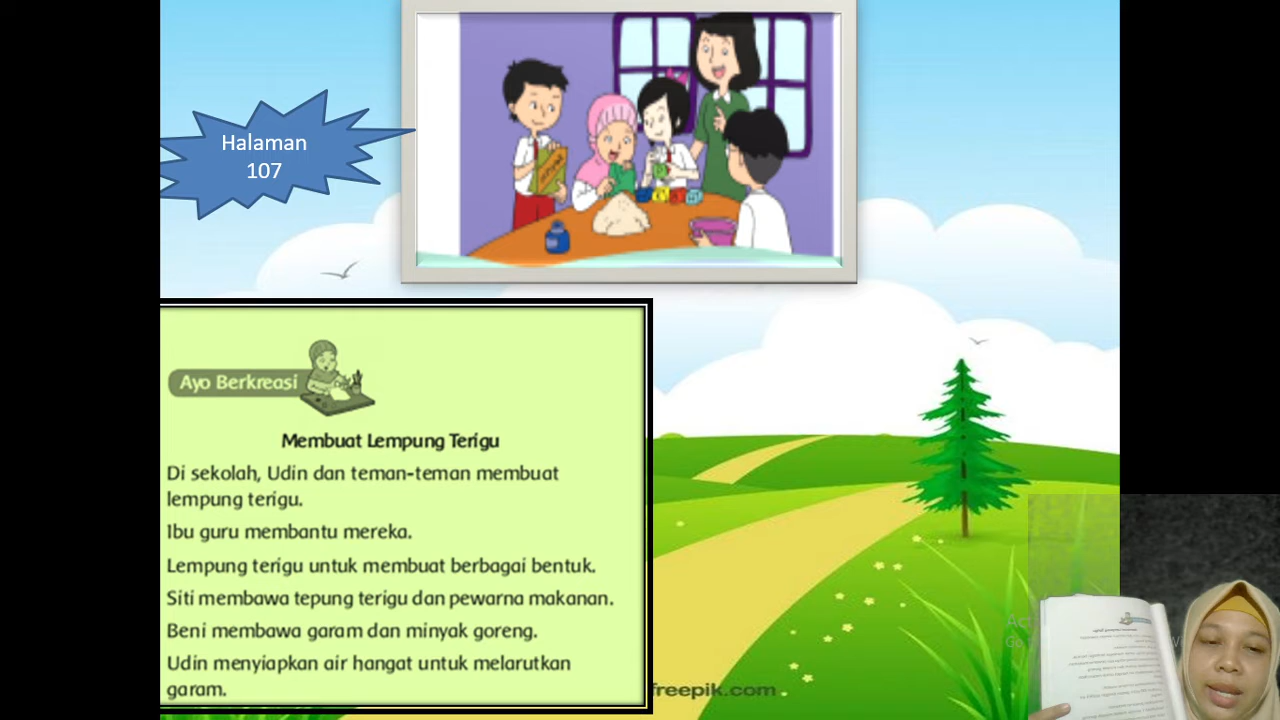 Halaman
107
Ayo Berkreasi
Membuat Lempung Terigu
Di sekolah, Udin dan teman-teman membuat
lempung terigu.
Ibu guru membantu mereka.
Lempung terigu untuk membuat berbagai bentuk.
Siti membawa tepung terigu dan pewarna makanan.
Beni membawa garam dan minyak goreng.
Udin menyiapkan air hangat untuk melarutkan
garam.
freepik.com